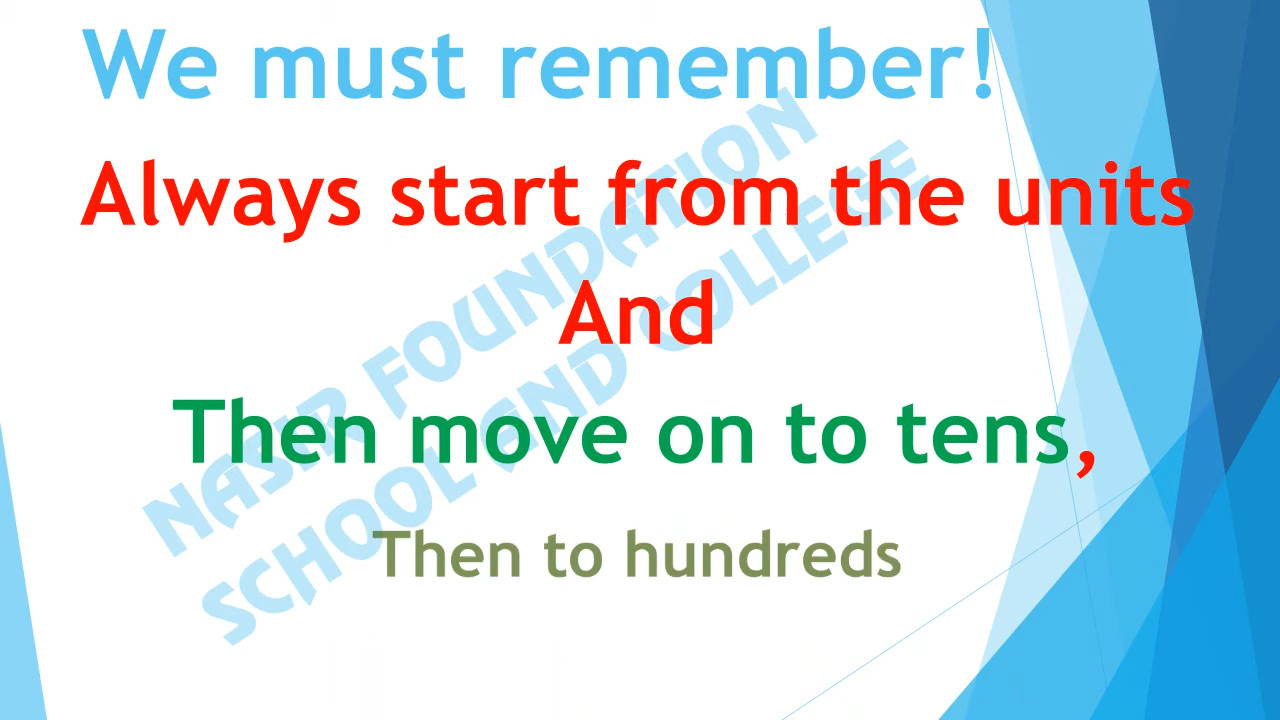 We must remember!
Always start from the units
And
Then move on to tens,
Then to hundreds
NASIR FOUNDATION
SCHOOL AND COLLEGE